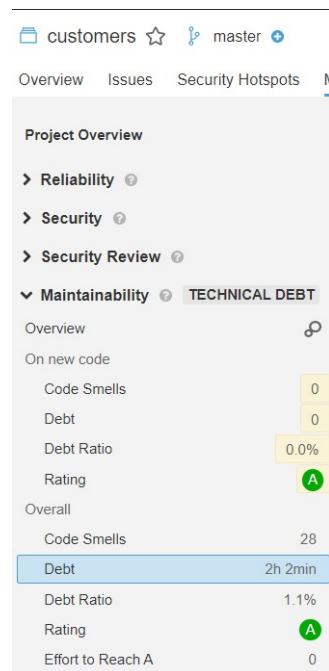 customers master
Overview Issues Security Hotspots
Project Overview
Reliability
Security
Security Review
Maintainability TECHNICAL DEBT
Overview
On new code
Code Smells 0
Debt 0
Debt Ratio 0.0%
Rating A
Overall
Code Smells 28
Debt 2h 2min
Debt Ratio 1.1%
Rating A
Effort to Reach A 0